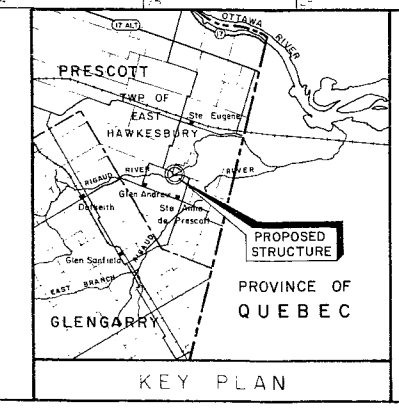 17 ALT
OTTAWA RIVER
17
PRESCOTT
TWP OF
EAST
HAWKESBURY
Ste Eugene
RIGAUD RIVER
RIVER
Glen Andrew
Dalkeith
Ste Anne
de Prescott
Glen Sanfield
RIGAUD
EAST BRANCH
GLENGARRY
PROPOSED
STRUCTURE
PROVINCE OF
QUEBEC
KEY PLAN